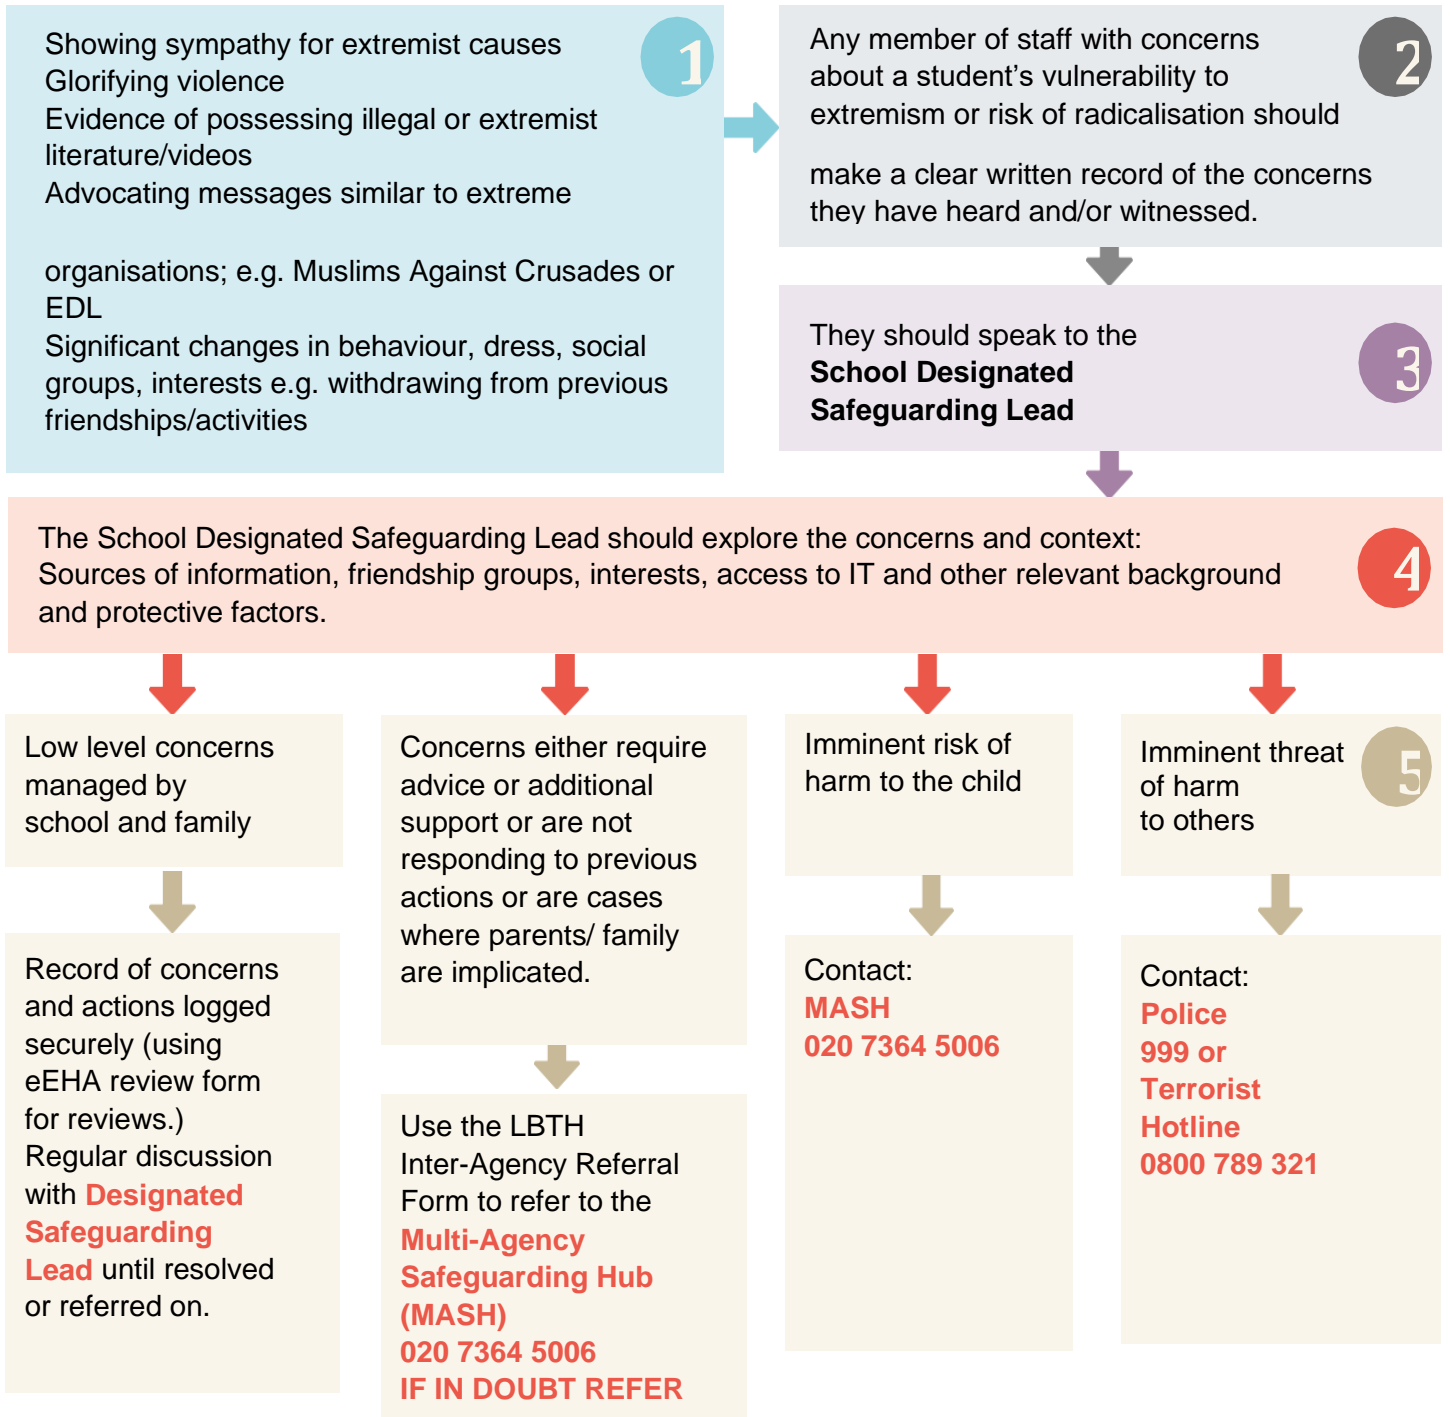 Showing sympathy for extremist causes
Glorifying violence
Evidence of possessing illegal or extremist
literature/videos
Advocating messages similar to extreme
organisations; e.g. Muslims Against Crusades or
EDL
Significant changes in behaviour, dress, social
groups, interests e.g. withdrawing from previous
friendships/activities
1
Any member of staff with concerns
about a student’s vulnerability to
extremism or risk of radicalisation should
make a clear written record of the concerns
they have heard and/or witnessed.
2
They should speak to the
School Designated
Safeguarding Lead
3
The School Designated Safeguarding Lead should explore the concerns and context:
Sources of information, friendship groups, interests, access to IT and other relevant background
and protective factors.
4
Low level concerns
managed by
school and family
Record of concerns
and actions logged
securely (using
eEHA review form
for reviews.)
Regular discussion
with Designated
Safeguarding
Lead until resolved
or referred on.
Concerns either require
advice or additional
support or are not
responding to previous
actions or are cases
where parents/ family
are implicated.
Use the LBTH
Inter-Agency Referral
Form to refer to the
Multi-Agency
Safeguarding Hub
(MASH)
020 7364 5006
IF IN DOUBT REFER
Imminent risk of
harm to the child
Contact:
MASH
020 7364 5006
Imminent threat
of harm
to others
5
Contact:
Police
999 or
Terrorist
Hotline
0800 789 321